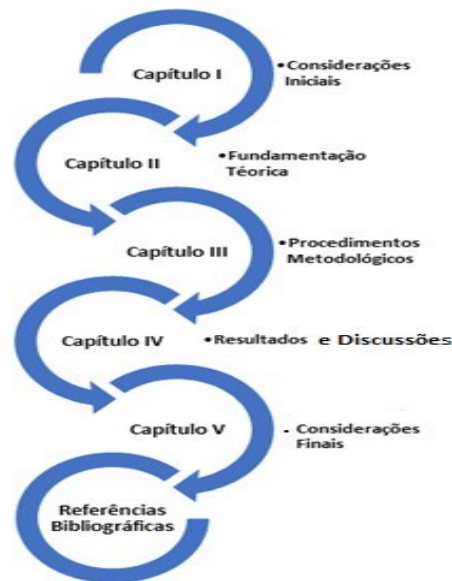 Capítulo I
•Considerações
Iniciais
Capítulo II
•Fundamentação
Téorica
Capítulo III
•Procedimentos
Metodológicos
Capítulo IV
•Resultados e Discussões
Capítulo V
. Considerações
Finais
Referências
Bibliográficas